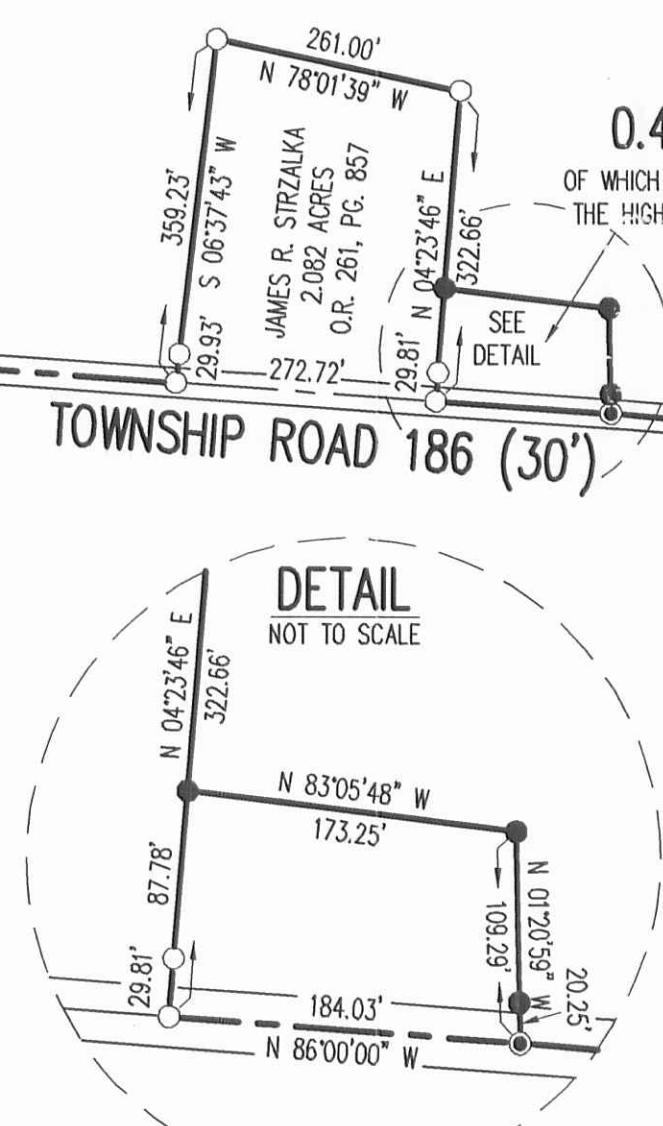 261.00'
N 78°01'39" W
359.23'
S 06°37'43" W
29.93'
JAMES R. STRZALKA
2.082 ACRES
O.R. 261, PG. 857
N 04°23'46" E
322.66'
29.81'
272.72'
0.4
OF WHICH
THE HIGH
SEE
DETAIL
TOWNSHIP ROAD 186 (30')
DETAIL
NOT TO SCALE
N 04°23'46" E
322.66'
N 83°05'48" W
173.25'
87.78'
29.81'
N 01°20'59" W
109.29'
20.25'
184.03'
N 86°00'00" W